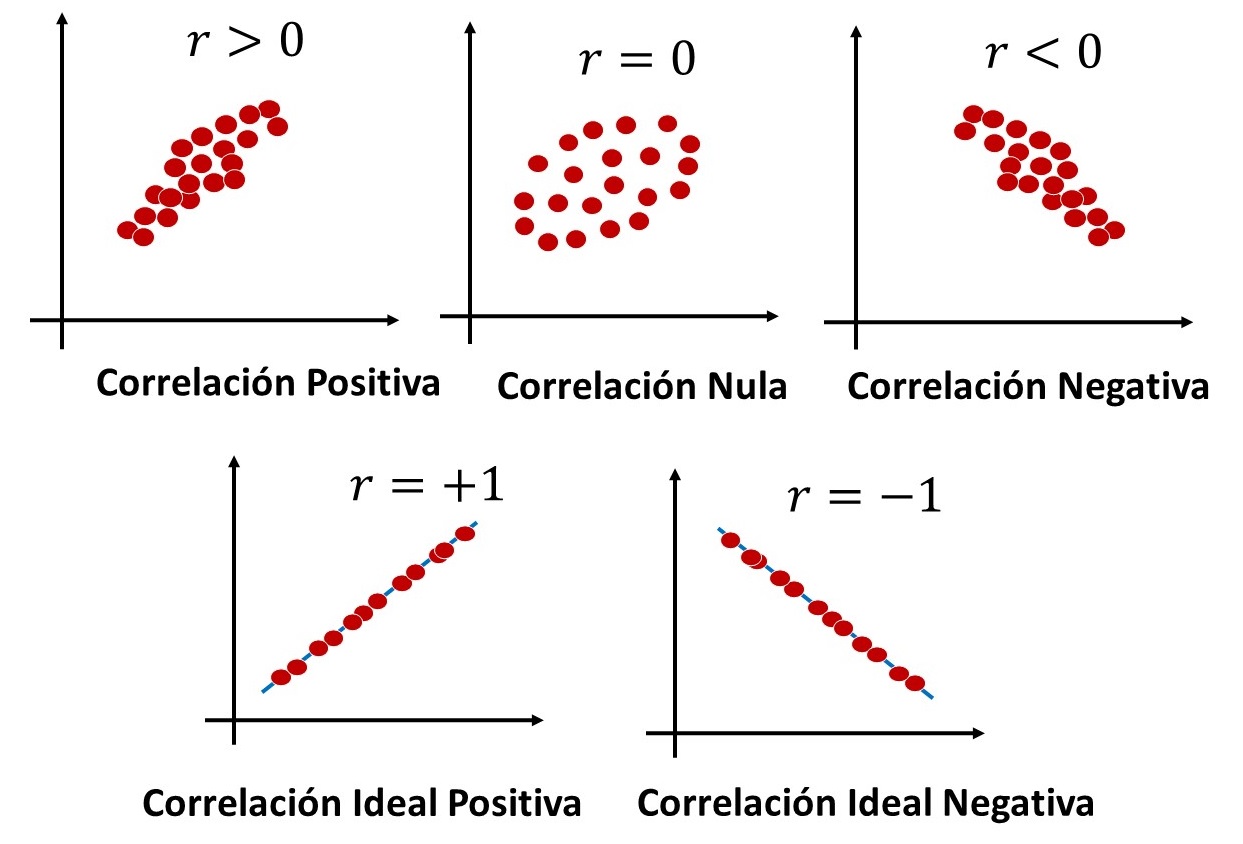 r > 0
r = 0
r < 0
Correlación Positiva
Correlación Nula
Correlación Negativa
r = +1
r = −1
Correlación Ideal Positiva
Correlación Ideal Negativa